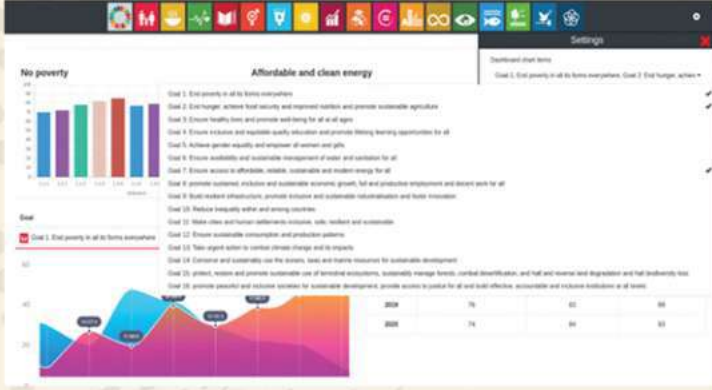 Settings
Dashboard chart items
Goal 1: End poverty in all its forms everywhere, Goal 2: End hunger, achiev
No poverty
Affordable and clean energy
Goal 1: End poverty in all its forms everywhere
Goal 2: End hunger, achieve food security and improved nutrition and promote sustainable agriculture
Goal 3: Ensure healthy lives and promote well-being for all at all ages
Goal 4: Ensure inclusive and equitable quality education and promote lifelong learning opportunities for all
Goal 5: Achieve gender equality and empower all women and girls
Goal 6: Ensure availability and sustainable management of water and sanitation for all
Goal 7: Ensure access to affordable, reliable, sustainable and modern energy for all
Goal 8: promote sustained, inclusive and sustainable economic growth, full and productive employment and decent work for all
Goal 9: Build resilient infrastructure, promote inclusive and sustainable industrialisation and foster innovation
Goal 10: Reduce inequality within and among countries
Goal 11: Make cities and human settlements inclusive, safe, resilient and sustainable
Goal 12: Ensure sustainable consumption and production patterns
Goal 13: Take urgent action to combat climate change and its impacts
Goal 14: Conserve and sustainably use the oceans, seas and marine resources for sustainable development
Goal 15: protect, restore and promote sustainable use of terrestrial ecosystems, sustainably manage forests, combat desertification, and halt and reverse land degradation and halt biodiversity loss
Goal 16: promote peaceful and inclusive societies for sustainable development, provide access to justice for all and build effective, accountable and inclusive institutions at all levels
Goal
Goal 1: End poverty in all its forms everywhere
60
40
20
2019 76
2020 74